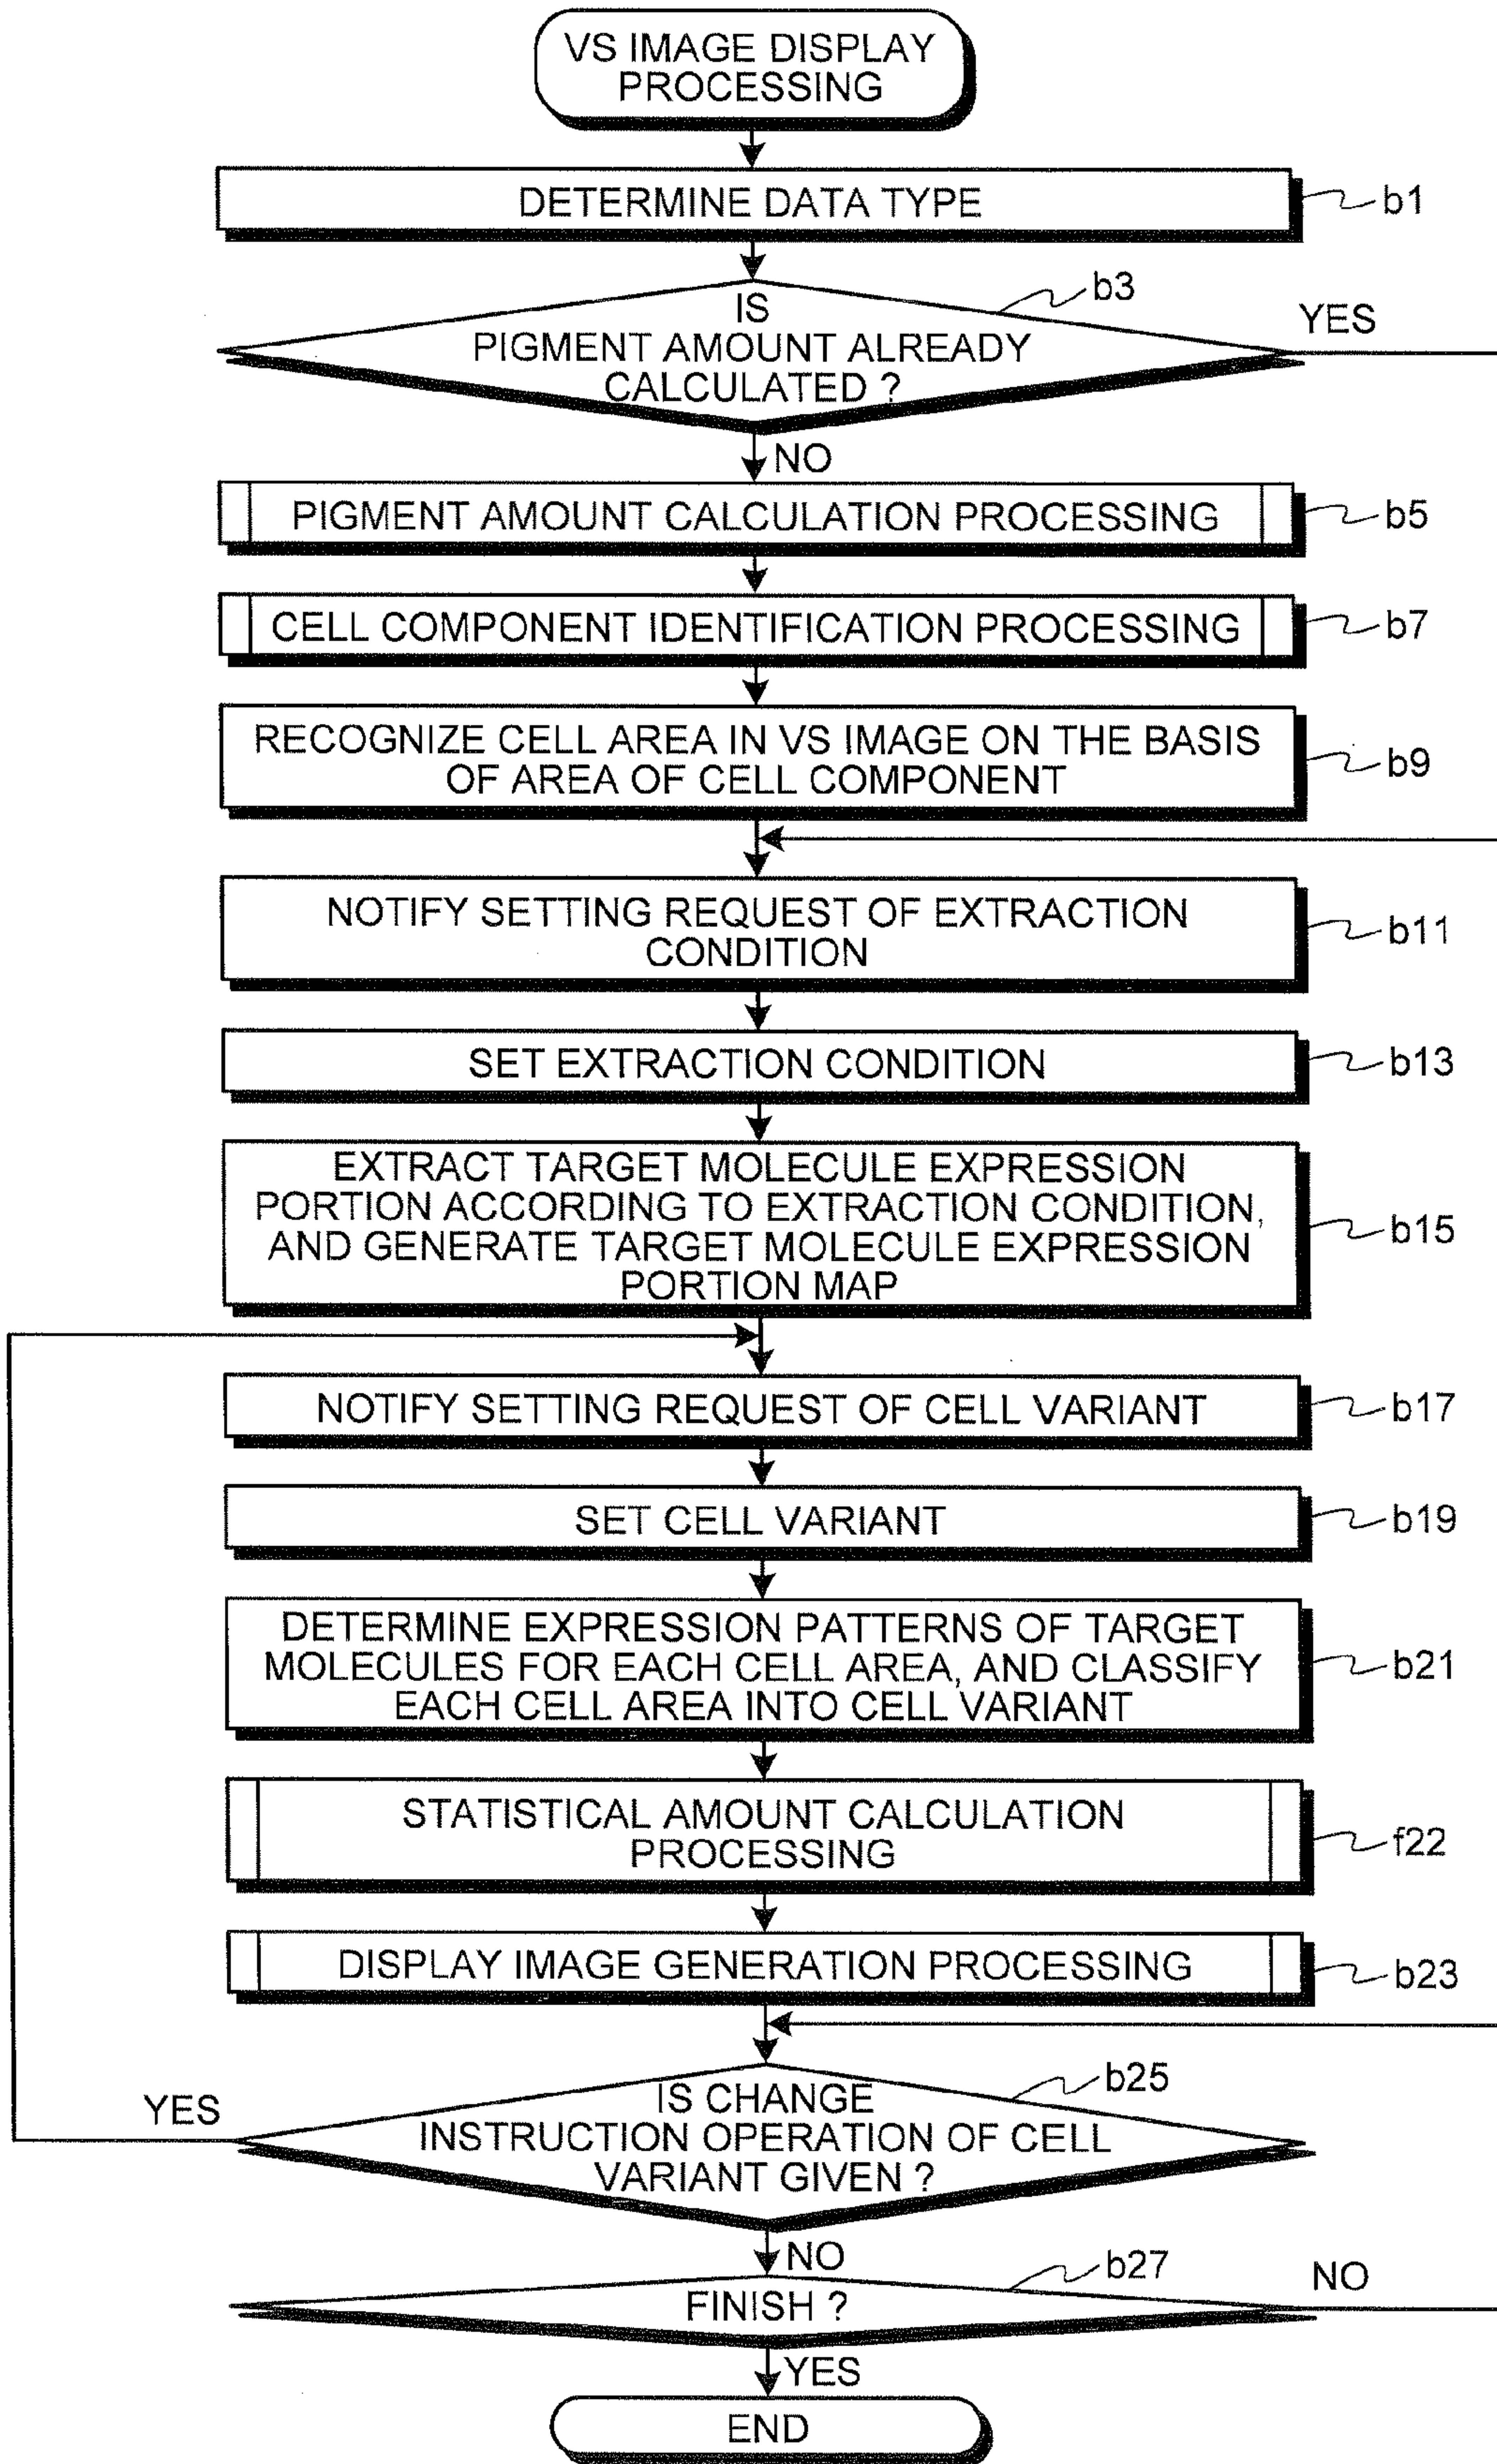 VS IMAGE DISPLAY
PROCESSING
DETERMINE DATA TYPE
b1
IS
PIGMENT AMOUNT ALREADY
CALCULATED ?
b3
YES
NO
PIGMENT AMOUNT CALCULATION PROCESSING
b5
CELL COMPONENT IDENTIFICATION PROCESSING
b7
RECOGNIZE CELL AREA IN VS IMAGE ON THE BASIS
OF AREA OF CELL COMPONENT
b9
NOTIFY SETTING REQUEST OF EXTRACTION
CONDITION
b11
SET EXTRACTION CONDITION
b13
EXTRACT TARGET MOLECULE EXPRESSION
PORTION ACCORDING TO EXTRACTION CONDITION,
AND GENERATE TARGET MOLECULE EXPRESSION
PORTION MAP
b15
NOTIFY SETTING REQUEST OF CELL VARIANT
b17
SET CELL VARIANT
b19
DETERMINE EXPRESSION PATTERNS OF TARGET
MOLECULES FOR EACH CELL AREA, AND CLASSIFY
EACH CELL AREA INTO CELL VARIANT
b21
STATISTICAL AMOUNT CALCULATION
PROCESSING
f22
DISPLAY IMAGE GENERATION PROCESSING
b23
IS CHANGE
INSTRUCTION OPERATION OF CELL
VARIANT GIVEN ?
b25
YES
NO
FINISH ?
b27
NO
YES
END